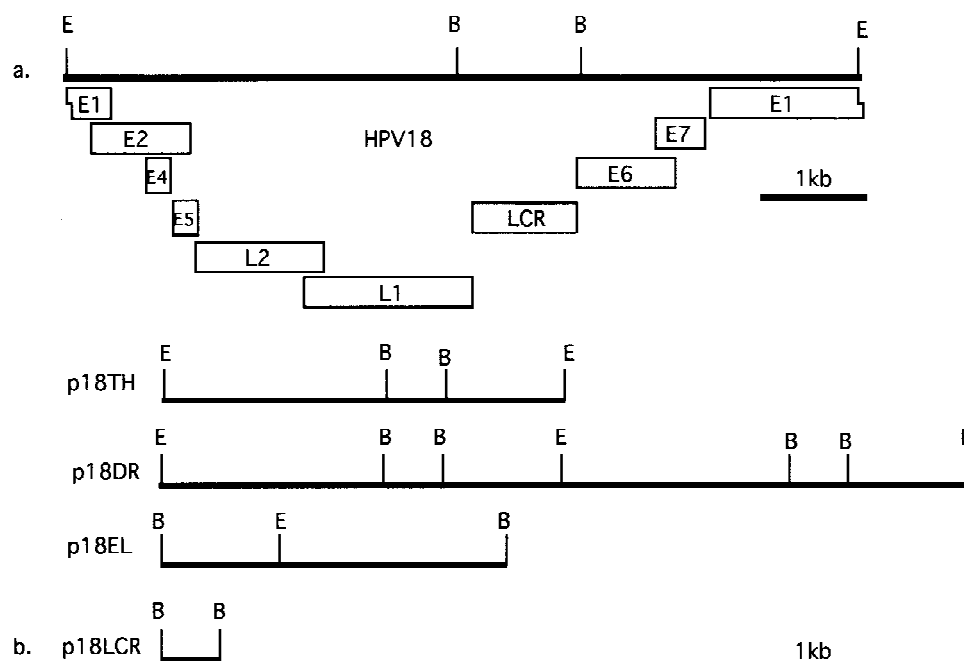 E B B E
a.
E1 E1
E2 HPV18 E7
E4 E6 1kb
E5 LCR
L2
L1
E B B E
p18TH
E B B E B B
p18DR
B E B
p18EL
B B
b. p18LCR 1kb